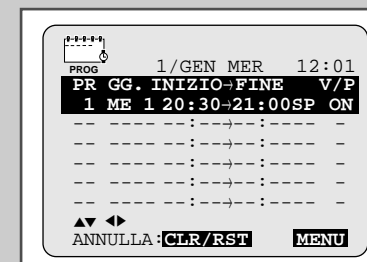 PROG 1/GEN MER 12:01
PR GG. INIZIO→FINE V/P
1 ME 1 20:30→21:00SP ON
-- ---- --:--→--:---- -
-- ---- --:--→--:---- -
-- ---- --:--→--:---- -
-- ---- --:--→--:---- -
-- ---- --:--→--:---- -
▲▼ ◀▶
ANNULLA:CLR/RST MENU